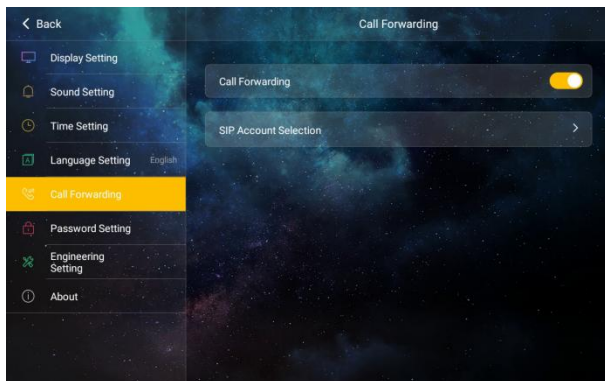 Back
Call Forwarding
Display Setting
Sound Setting
Time Setting
Language Setting English
Call Forwarding
Password Setting
Engineering
Setting
About
Call Forwarding
SIP Account Selection